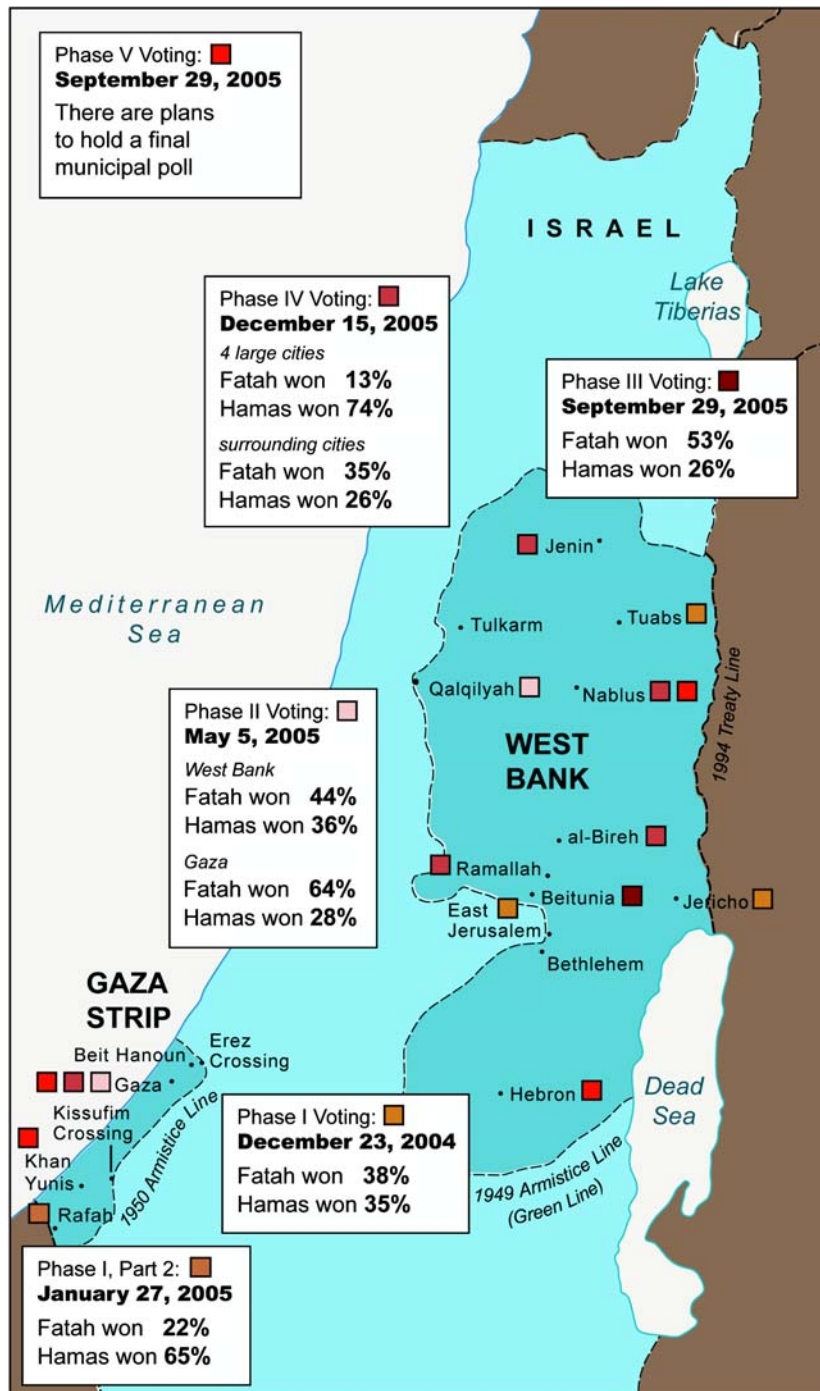 Phase V Voting:
September 29, 2005
There are plans
to hold a final
municipal poll
ISRAEL
Lake
Tiberias
Phase IV Voting:
December 15, 2005
4 large cities
Fatah won 13%
Hamas won 74%
surrounding cities
Fatah won 35%
Hamas won 26%
Phase III Voting:
September 29, 2005
Fatah won 53%
Hamas won 26%
Mediterranean
Sea
Jenin
Tulkarm
Tuabs
Qalqilyah
Nablus
1994 Treaty Line
WEST
BANK
Phase II Voting:
May 5, 2005
West Bank
Fatah won 44%
Hamas won 36%
Gaza
Fatah won 64%
Hamas won 28%
al-Bireh
Ramallah
Beitunia
Jericho
East
Jerusalem
Bethlehem
GAZA
STRIP
Beit Hanoun
Erez
Crossing
Gaza
Kissufim
Crossing
Khan
Yunis
Rafah
1950 Armistice Line
Hebron
Dead
Sea
1949 Armistice Line
(Green Line)
Phase I Voting:
December 23, 2004
Fatah won 38%
Hamas won 35%
Phase I, Part 2:
January 27, 2005
Fatah won 22%
Hamas won 65%